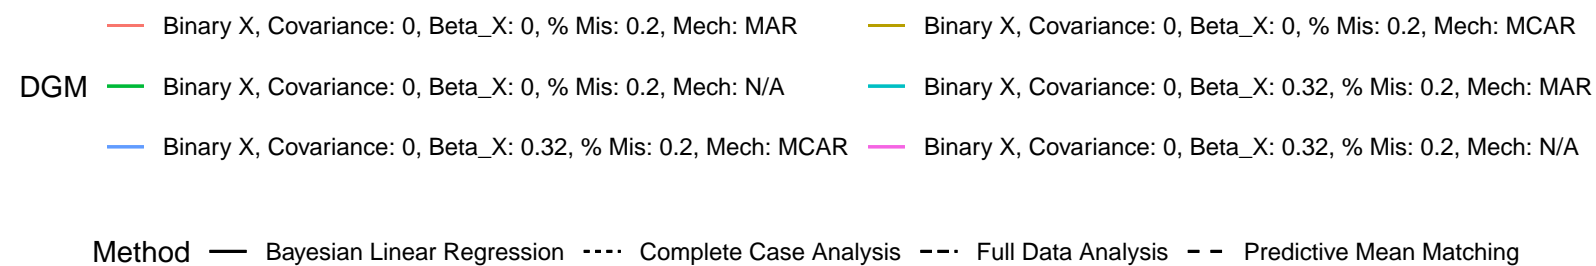 Binary X, Covariance: 0, Beta_X: 0, % Mis: 0.2, Mech: MAR Binary X, Covariance: 0, Beta_X: 0, % Mis: 0.2, Mech: MCAR
DGM Binary X, Covariance: 0, Beta_X: 0, % Mis: 0.2, Mech: N/A Binary X, Covariance: 0, Beta_X: 0.32, % Mis: 0.2, Mech: MAR
Binary X, Covariance: 0, Beta_X: 0.32, % Mis: 0.2, Mech: MCAR Binary X, Covariance: 0, Beta_X: 0.32, % Mis: 0.2, Mech: N/A
Method Bayesian Linear Regression Complete Case Analysis Full Data Analysis Predictive Mean Matching